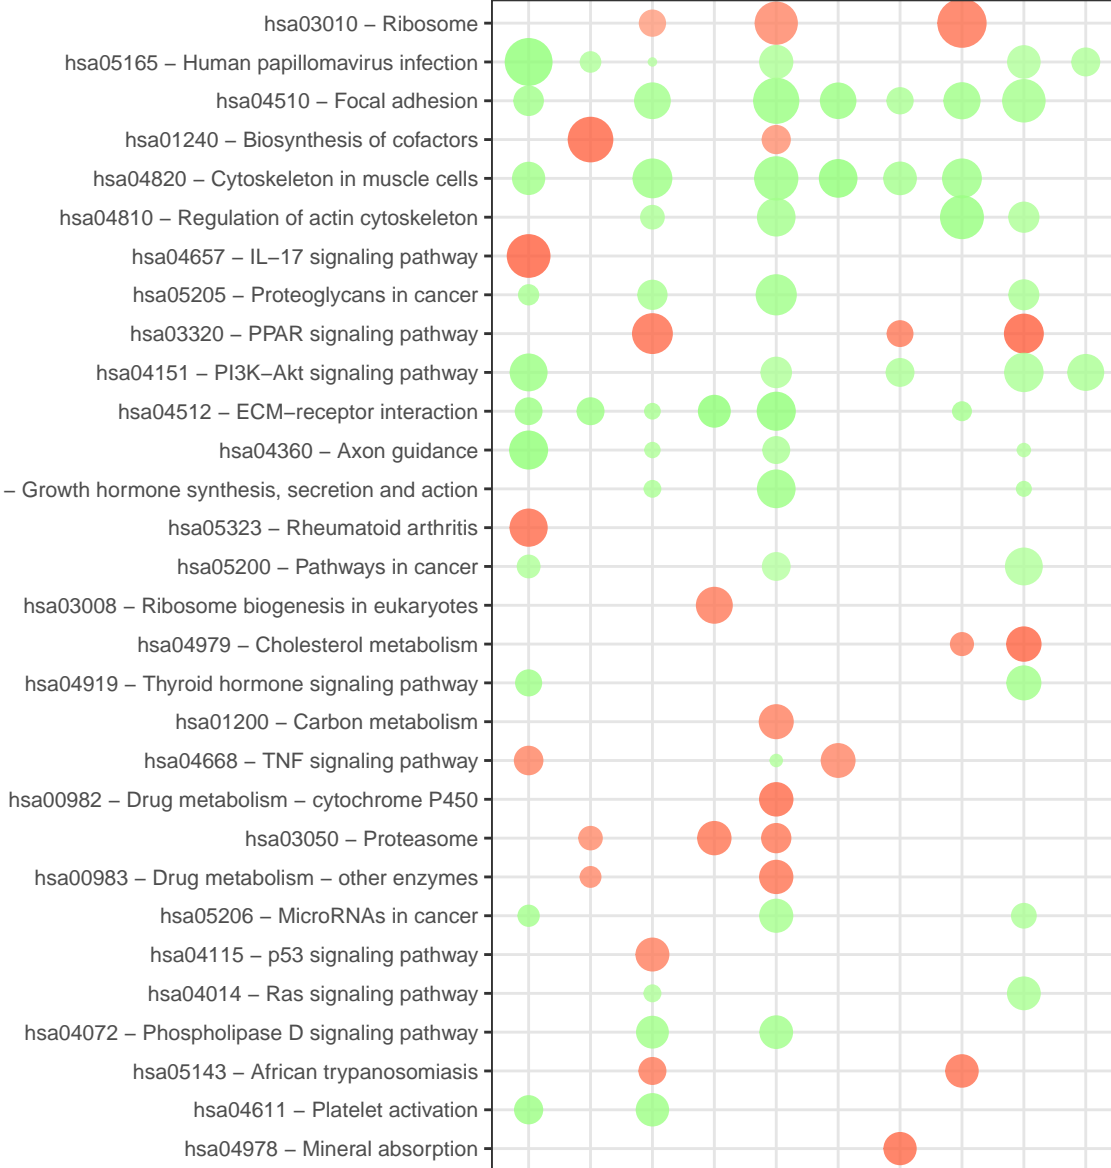 hsa03010 – Ribosome
hsa05165 – Human papillomavirus infection
hsa04510 – Focal adhesion
hsa01240 – Biosynthesis of cofactors
hsa04820 – Cytoskeleton in muscle cells
hsa04810 – Regulation of actin cytoskeleton
hsa04657 – IL−17 signaling pathway
hsa05205 – Proteoglycans in cancer
hsa03320 – PPAR signaling pathway
hsa04151 – PI3K−Akt signaling pathway
hsa04512 – ECM−receptor interaction
hsa04360 – Axon guidance
– Growth hormone synthesis, secretion and action
hsa05323 – Rheumatoid arthritis
hsa05200 – Pathways in cancer
hsa03008 – Ribosome biogenesis in eukaryotes
hsa04979 – Cholesterol metabolism
hsa04919 – Thyroid hormone signaling pathway
hsa01200 – Carbon metabolism
hsa04668 – TNF signaling pathway
hsa00982 – Drug metabolism – cytochrome P450
hsa03050 – Proteasome
hsa00983 – Drug metabolism – other enzymes
hsa05206 – MicroRNAs in cancer
hsa04115 – p53 signaling pathway
hsa04014 – Ras signaling pathway
hsa04072 – Phospholipase D signaling pathway
hsa05143 – African trypanosomiasis
hsa04611 – Platelet activation
hsa04978 – Mineral absorption